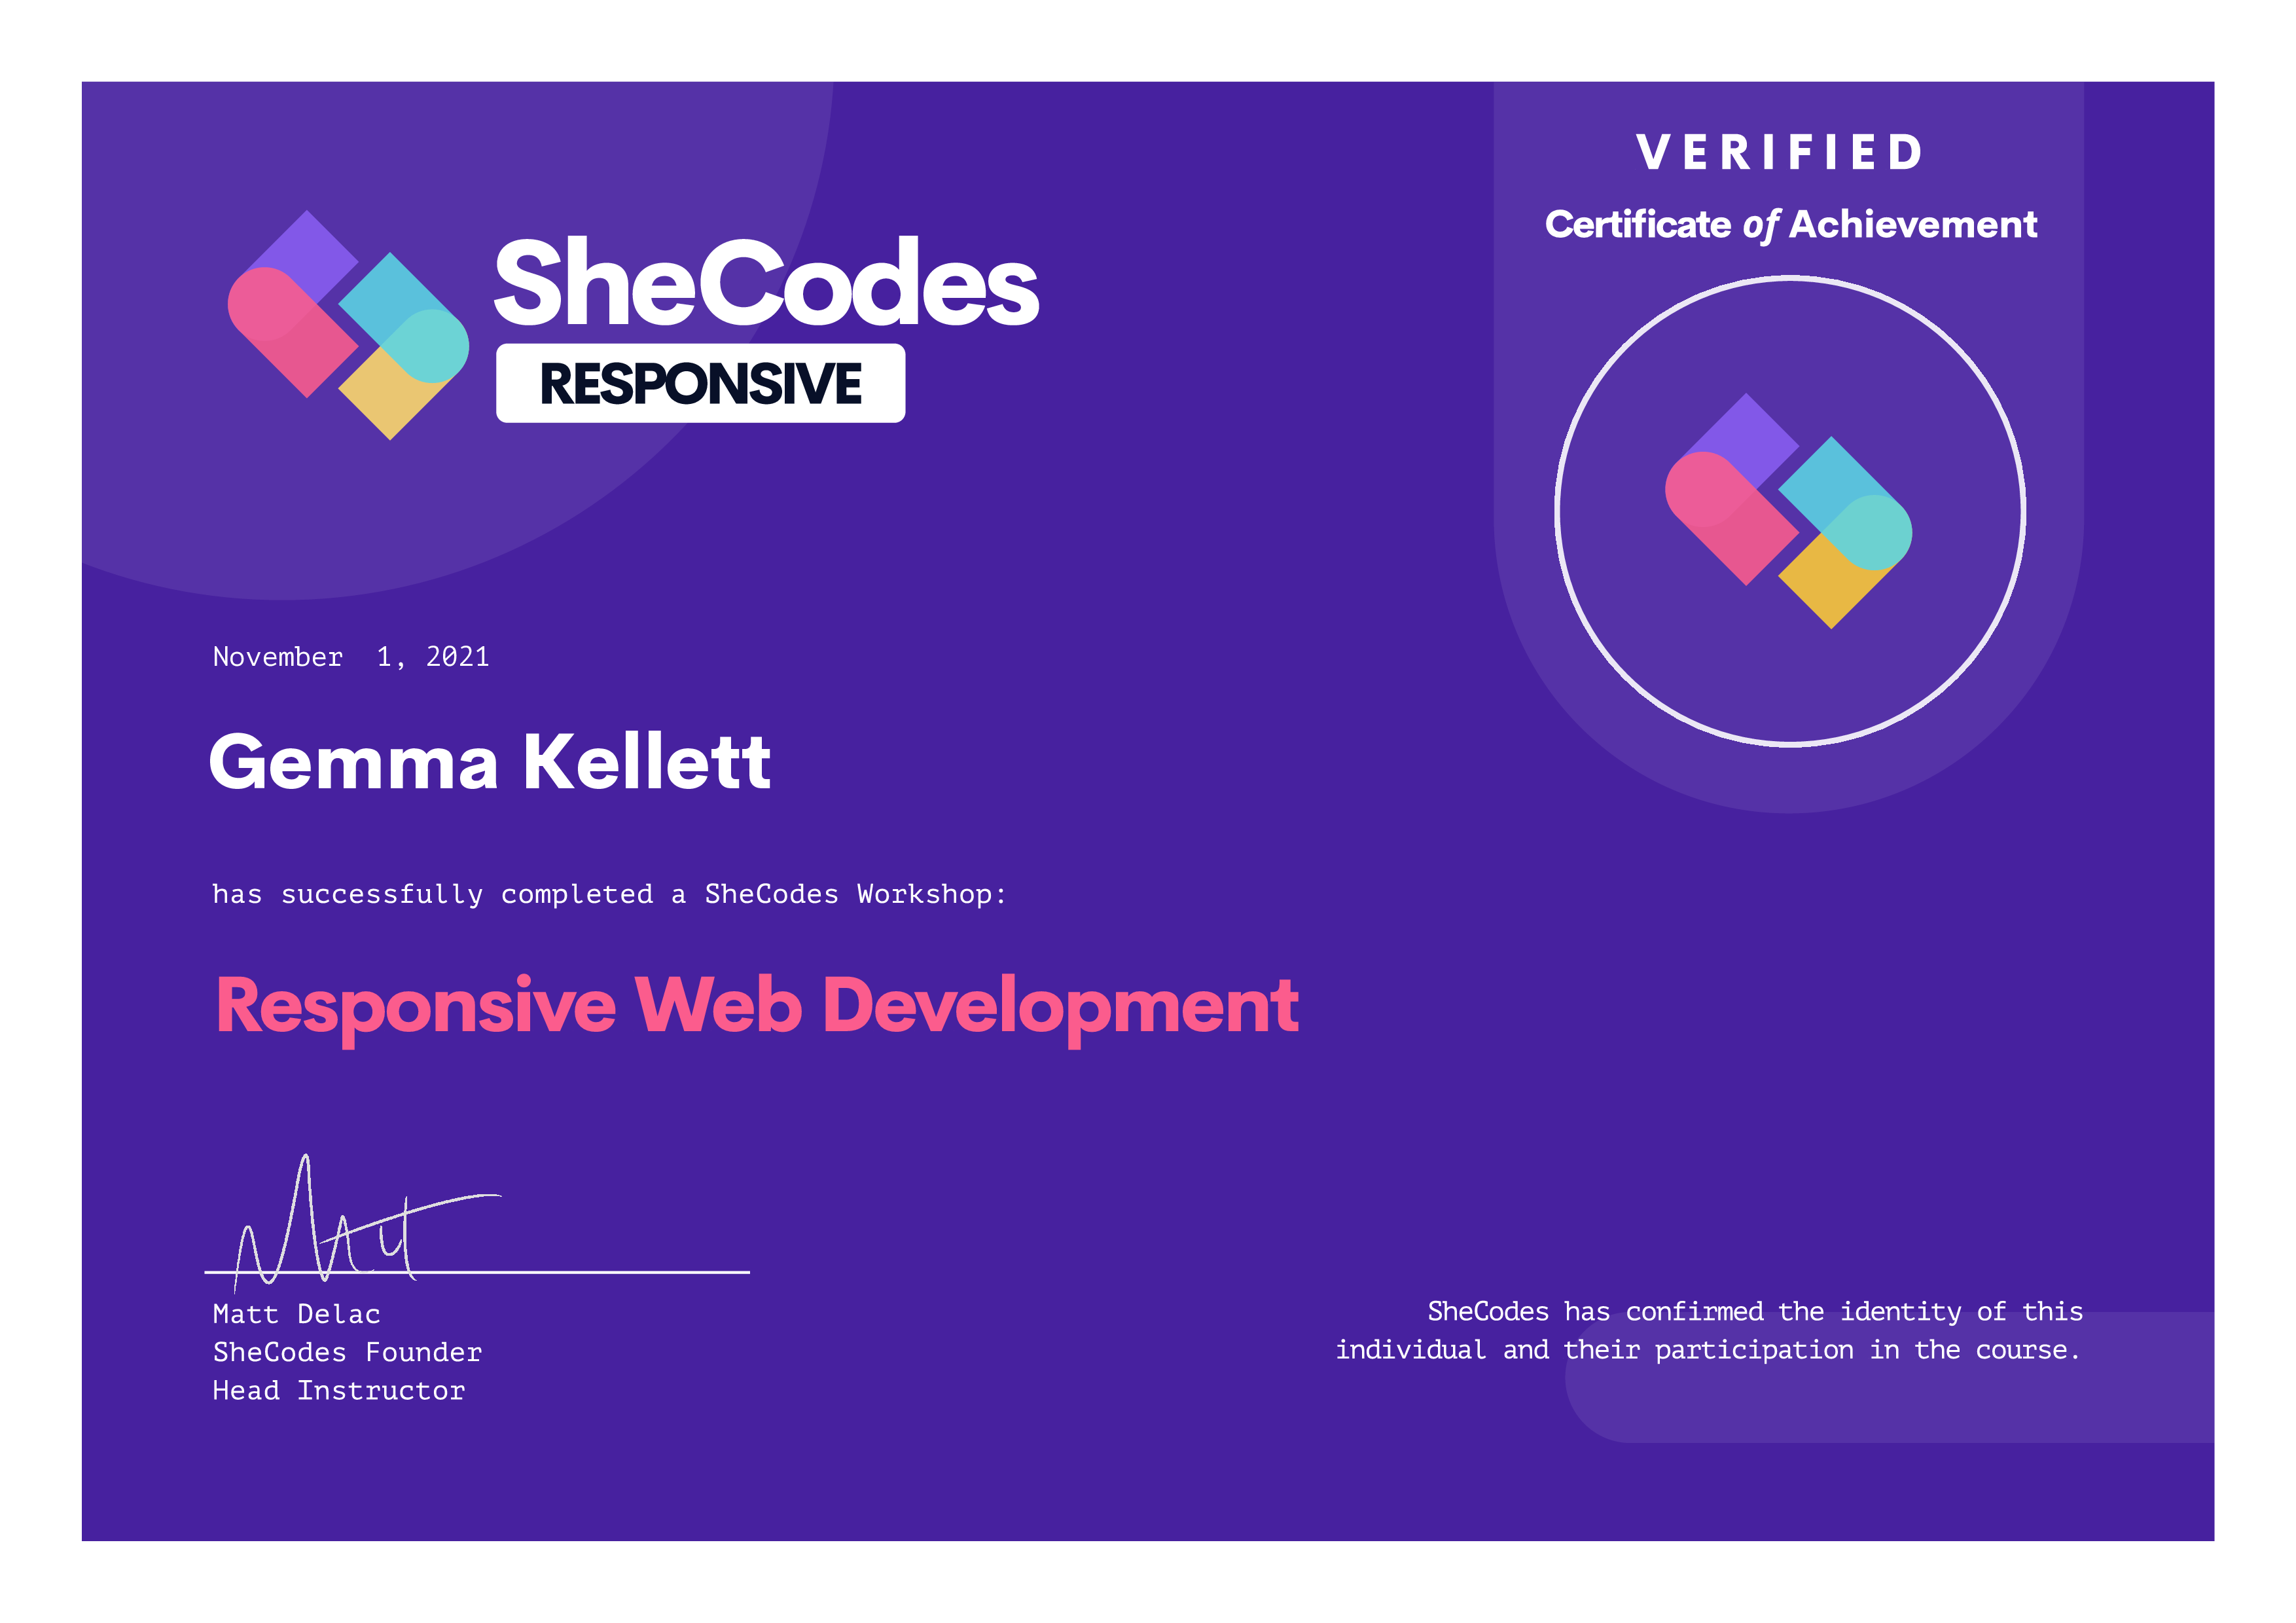 SheCodes
RESPONSIVE
VERIFIED
Certificate of Achievement
November  1, 2021
Gemma Kellett
has successfully completed a SheCodes Workshop:
Responsive Web Development
Matt
Matt Delac
SheCodes Founder
Head Instructor
SheCodes has confirmed the identity of this
individual and their participation in the course.